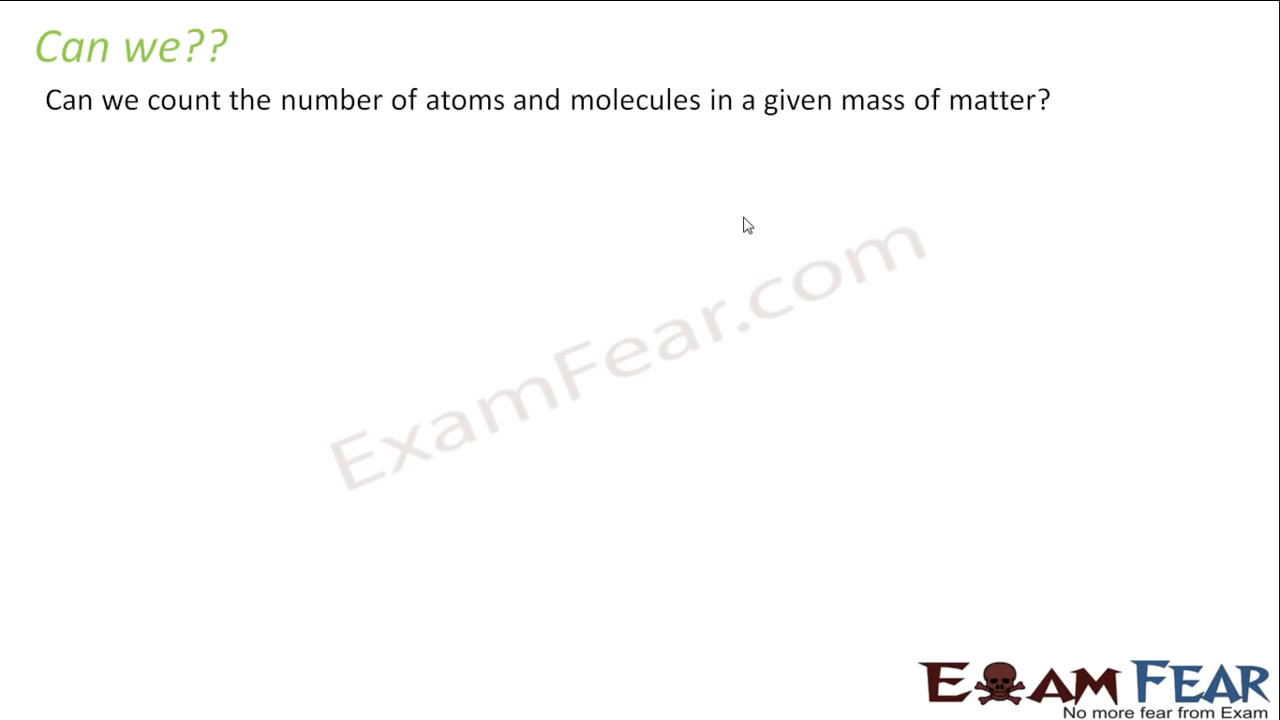 Can we??
Can we count the number of atoms and molecules in a given mass of matter?
ExamFear.com
EXAM FEAR
No more fear from Exam